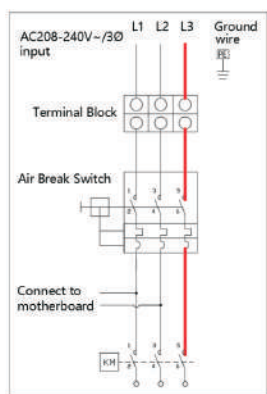 AC208-240V~/3Ø
input
L1 L2 L3
Ground
wire
PE
Terminal Block
Air Break Switch
1 3 5
2 4 6
Connect to
motherboard
1 3 5
KM
2 4 6